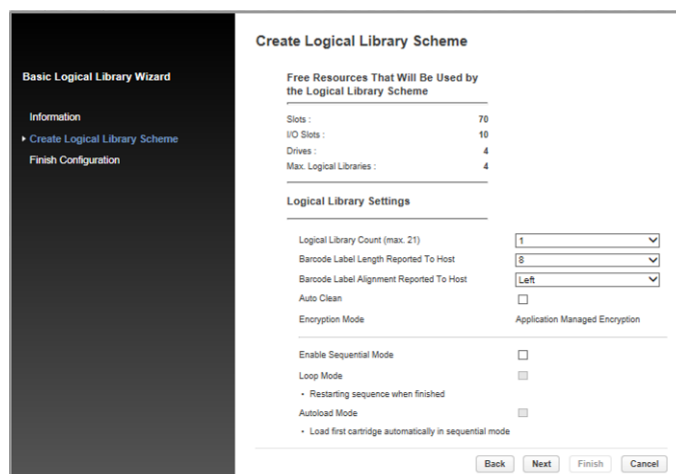 Basic Logical Library Wizard
Information
Create Logical Library Scheme
Finish Configuration
Create Logical Library Scheme
Free Resources That Will Be Used by
the Logical Library Scheme
Slots : 70
I/O Slots : 10
Drives : 4
Max. Logical Libraries : 4
Logical Library Settings
Logical Library Count (max. 21) 1
Barcode Label Length Reported To Host 8
Barcode Label Alignment Reported To Host Left
Auto Clean
Encryption Mode Application Managed Encryption
Enable Sequential Mode
Loop Mode
• Restarting sequence when finished
Autoload Mode
• Load first cartridge automatically in sequential mode
Back Next Finish Cancel